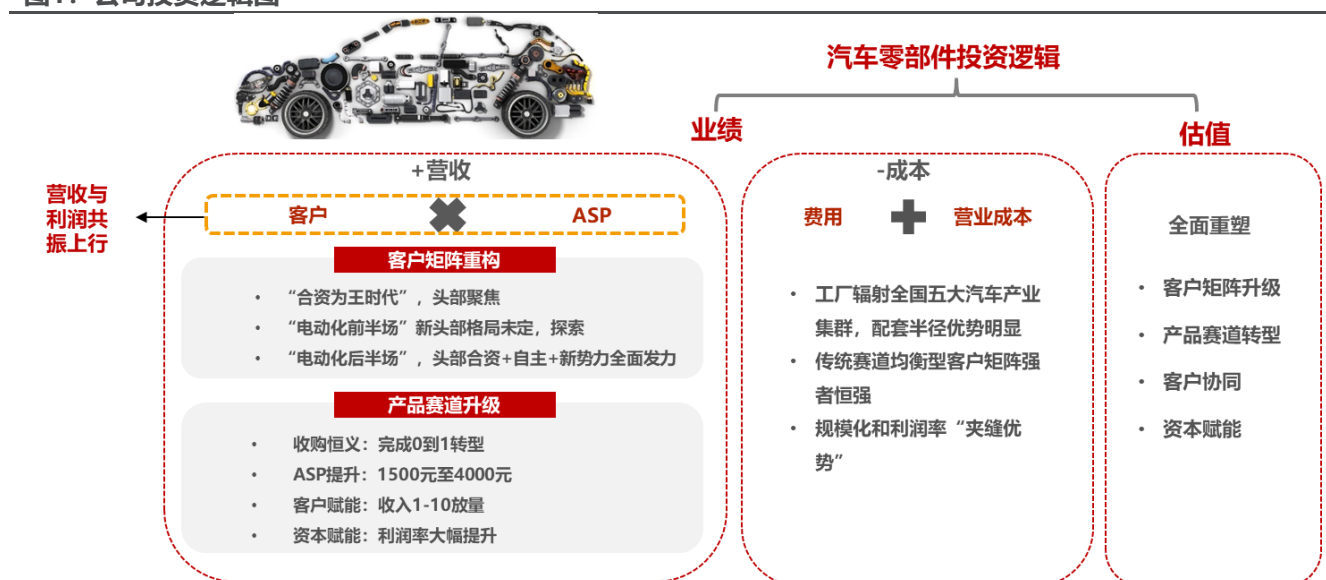 图1：公司投资逻辑图
汽车零部件投资逻辑
业绩
估值
营收与
利润共
振上行
+营收
客户
ASP
客户矩阵重构
• “合资为王时代”，头部聚焦
• “电动化前半场”新头部格局未定，探索
• “电动化后半场”，头部合资+自主+新势力全面发力
产品赛道升级
• 收购恒义：完成0到1转型
• ASP提升：1500元至4000元
• 客户赋能：收入1-10放量
• 资本赋能：利润率大幅提升
-成本
费用
营业成本
• 工厂辐射全国五大汽车产业
集群，配套半径优势明显
• 传统赛道均衡型客户矩阵强
者恒强
• 规模化和利润率“夹缝优
势”
全面重塑
• 客户矩阵升级
• 产品赛道转型
• 客户协同
• 资本赋能